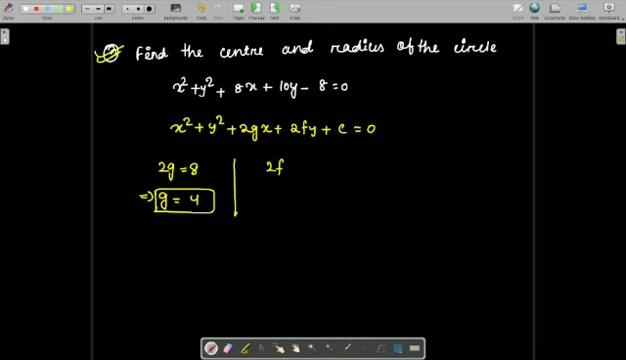 Find the centre and radius of the circle
x² + y² + 8x + 10y - 8 = 0
x² + y² + 2gx + 2fy + c = 0
2g = 8
=> g = 4
2f